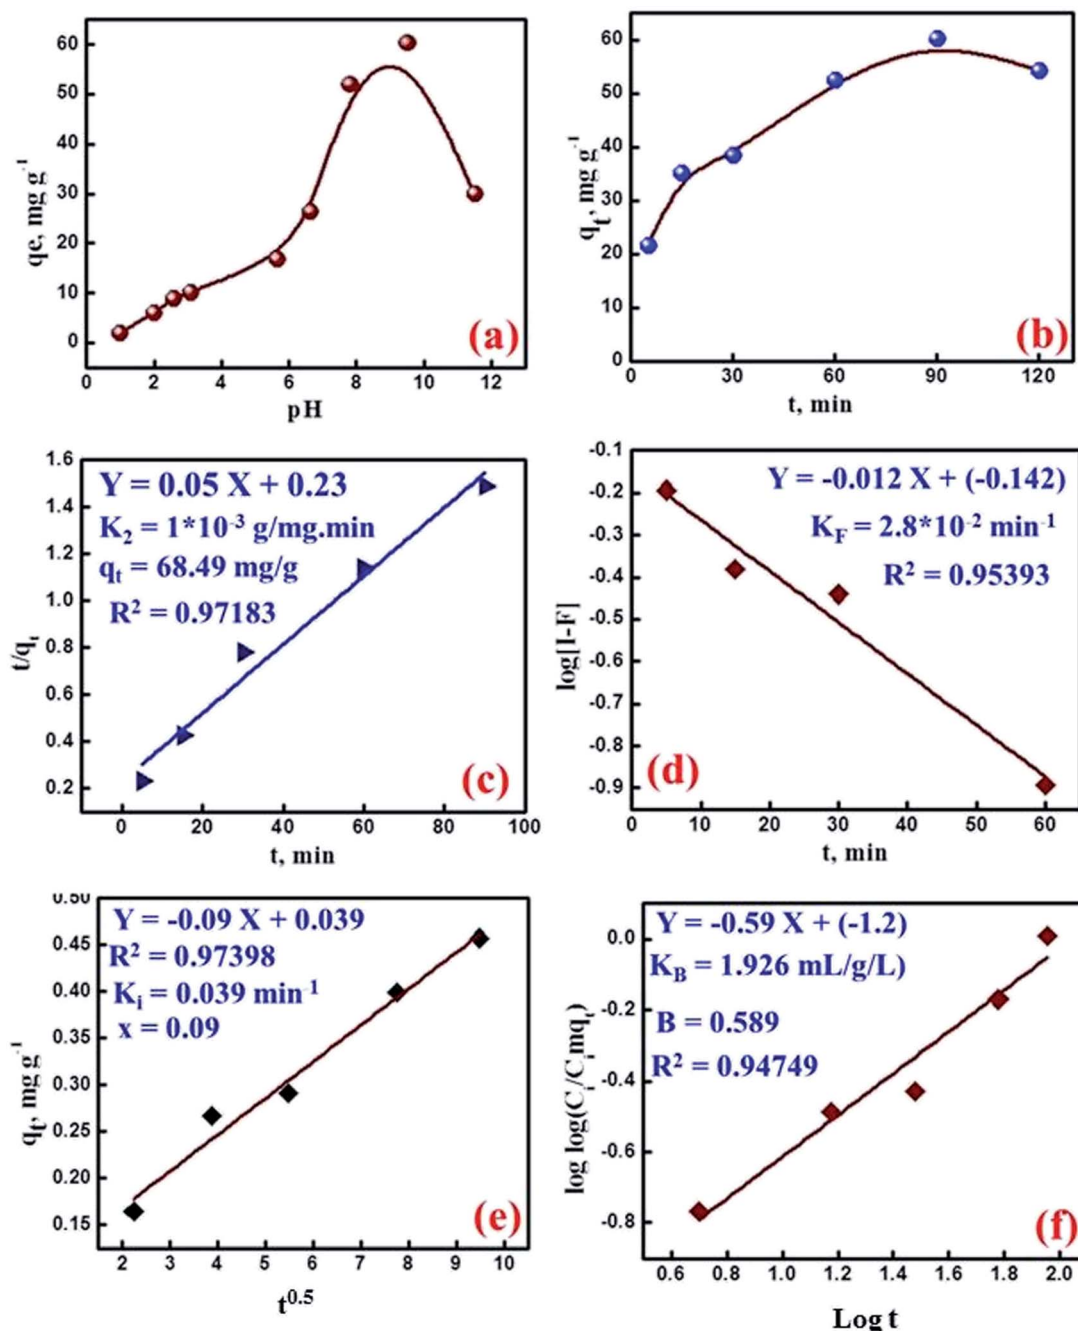 60
50
40
30
20
10
0
qe, mg g⁻¹
(a)
0 2 4 6 8 10 12
pH
60
50
40
30
20
10
0
qt, mg g⁻¹
(b)
0 30 60 90 120
t, min
1.6
1.4
1.2
1.0
0.8
0.6
0.4
0.2
t/qt
Y = 0.05 X + 0.23
K2 = 1*10⁻³ g/mg.min
qt = 68.49 mg/g
R² = 0.97183
(c)
0 20 40 60 80 100
t, min
-0.1
-0.2
-0.3
-0.4
-0.5
-0.6
-0.7
-0.8
-0.9
log[1-F]
Y = -0.012 X + (-0.142)
KF = 2.8*10⁻² min⁻¹
R² = 0.95393
(d)
0 10 20 30 40 50 60
t, min
0.50
0.45
0.40
0.35
0.30
0.25
0.20
0.15
qt, mg g⁻¹
Y = -0.09 X + 0.039
R² = 0.97398
Ki = 0.039 min⁻¹
x = 0.09
(e)
2 3 4 5 6 7 8 9 10
t⁰·⁵
0.0
-0.2
-0.4
-0.6
-0.8
log log(Ci/Cimqt)
Y = -0.59 X + (-1.2)
KB = 1.926 mL/g/L)
B = 0.589
R² = 0.94749
(f)
0.6 0.8 1.0 1.2 1.4 1.6 1.8 2.0
Log t